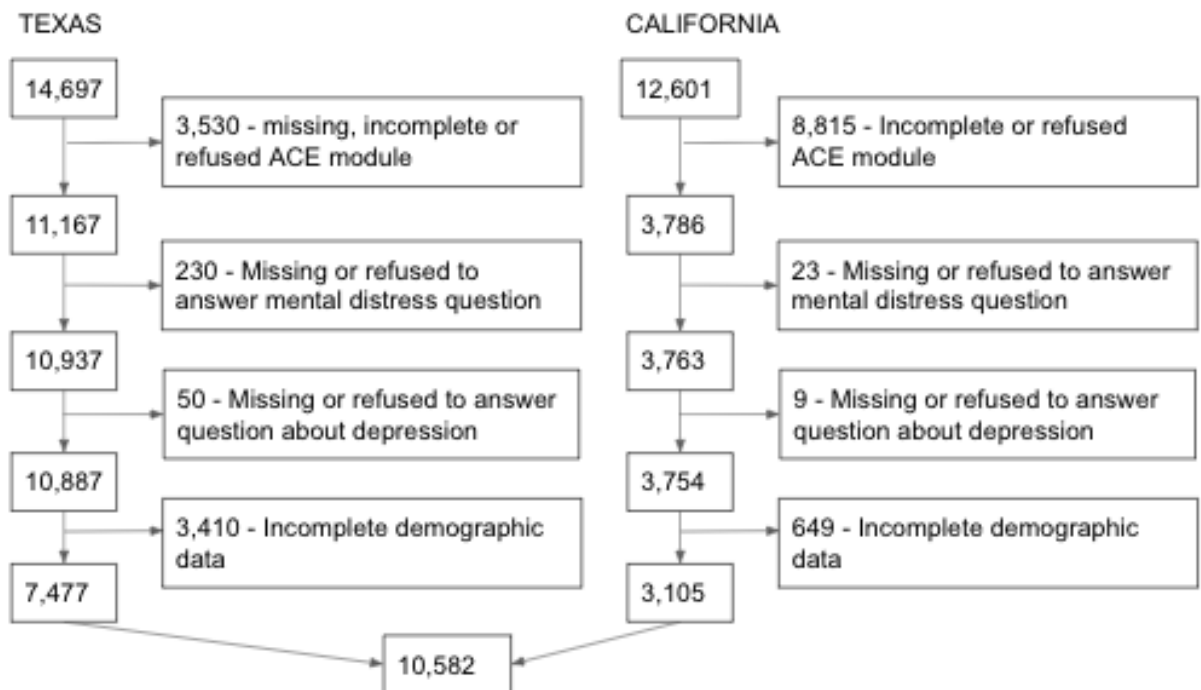 TEXAS
14,697
3,530 - missing, incomplete or
refused ACE module
11,167
230 - Missing or refused to
answer mental distress question
10,937
50 - Missing or refused to answer
question about depression
10,887
3,410 - Incomplete demographic
data
7,477
CALIFORNIA
12,601
8,815 - Incomplete or refused
ACE module
3,786
23 - Missing or refused to answer
mental distress question
3,763
9 - Missing or refused to answer
question about depression
3,754
649 - Incomplete demographic
data
3,105
10,582